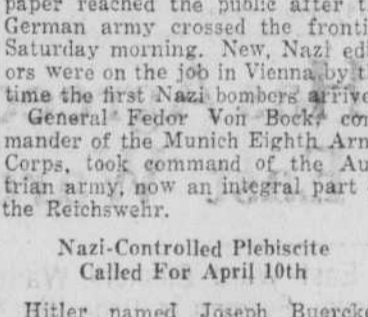 paper reached the public after t
German army crossed the fronti
Saturday morning. New, Nazi edi
ors were on the job in Vienna by t
time the first Nazi bombers arrive
General Fedor Von Bock, com
mander of the Munich Eighth Arm
Corps, took command of the Au
trian army, now an integral part
the Reichswehr.
Nazi-Controlled Plebiscite
Called For April 10th
Hitler named Joseph Buercke